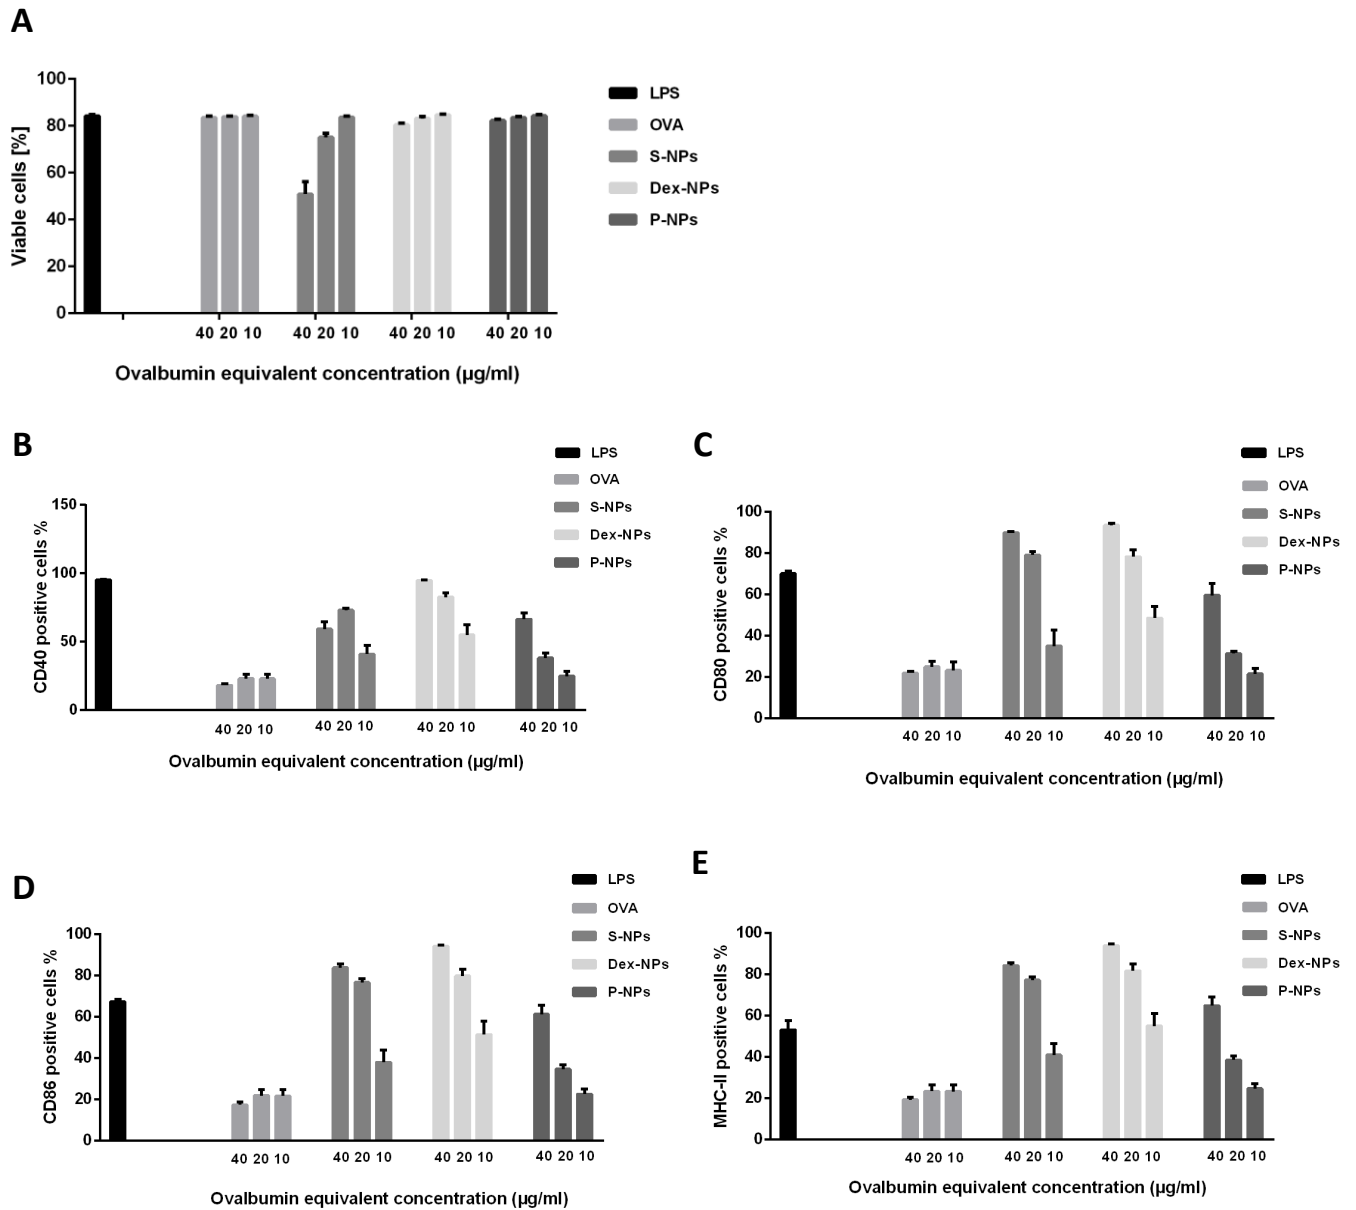 A
Viable cells [%]
100
80
60
40
20
0
40 20 10
40 20 10
40 20 10
40 20 10
Ovalbumin equivalent concentration (µg/ml)
LPS
OVA
S-NPs
Dex-NPs
P-NPs
B
CD40 positive cells %
150
100
50
0
40 20 10
40 20 10
40 20 10
40 20 10
Ovalbumin equivalent concentration (µg/ml)
LPS
OVA
S-NPs
Dex-NPs
P-NPs
C
CD80 positive cells %
100
80
60
40
20
0
40 20 10
40 20 10
40 20 10
40 20 10
Ovalbumin equivalent concentration (µg/ml)
LPS
OVA
S-NPs
Dex-NPs
P-NPs
D
CD86 positive cells %
100
80
60
40
20
0
40 20 10
40 20 10
40 20 10
40 20 10
Ovalbumin equivalent concentration (µg/ml)
LPS
OVA
S-NPs
Dex-NPs
P-NPs
E
MHC-II positive cells %
100
80
60
40
20
0
40 20 10
40 20 10
40 20 10
40 20 10
Ovalbumin equivalent concentration (µg/ml)
LPS
OVA
S-NPs
Dex-NPs
P-NPs